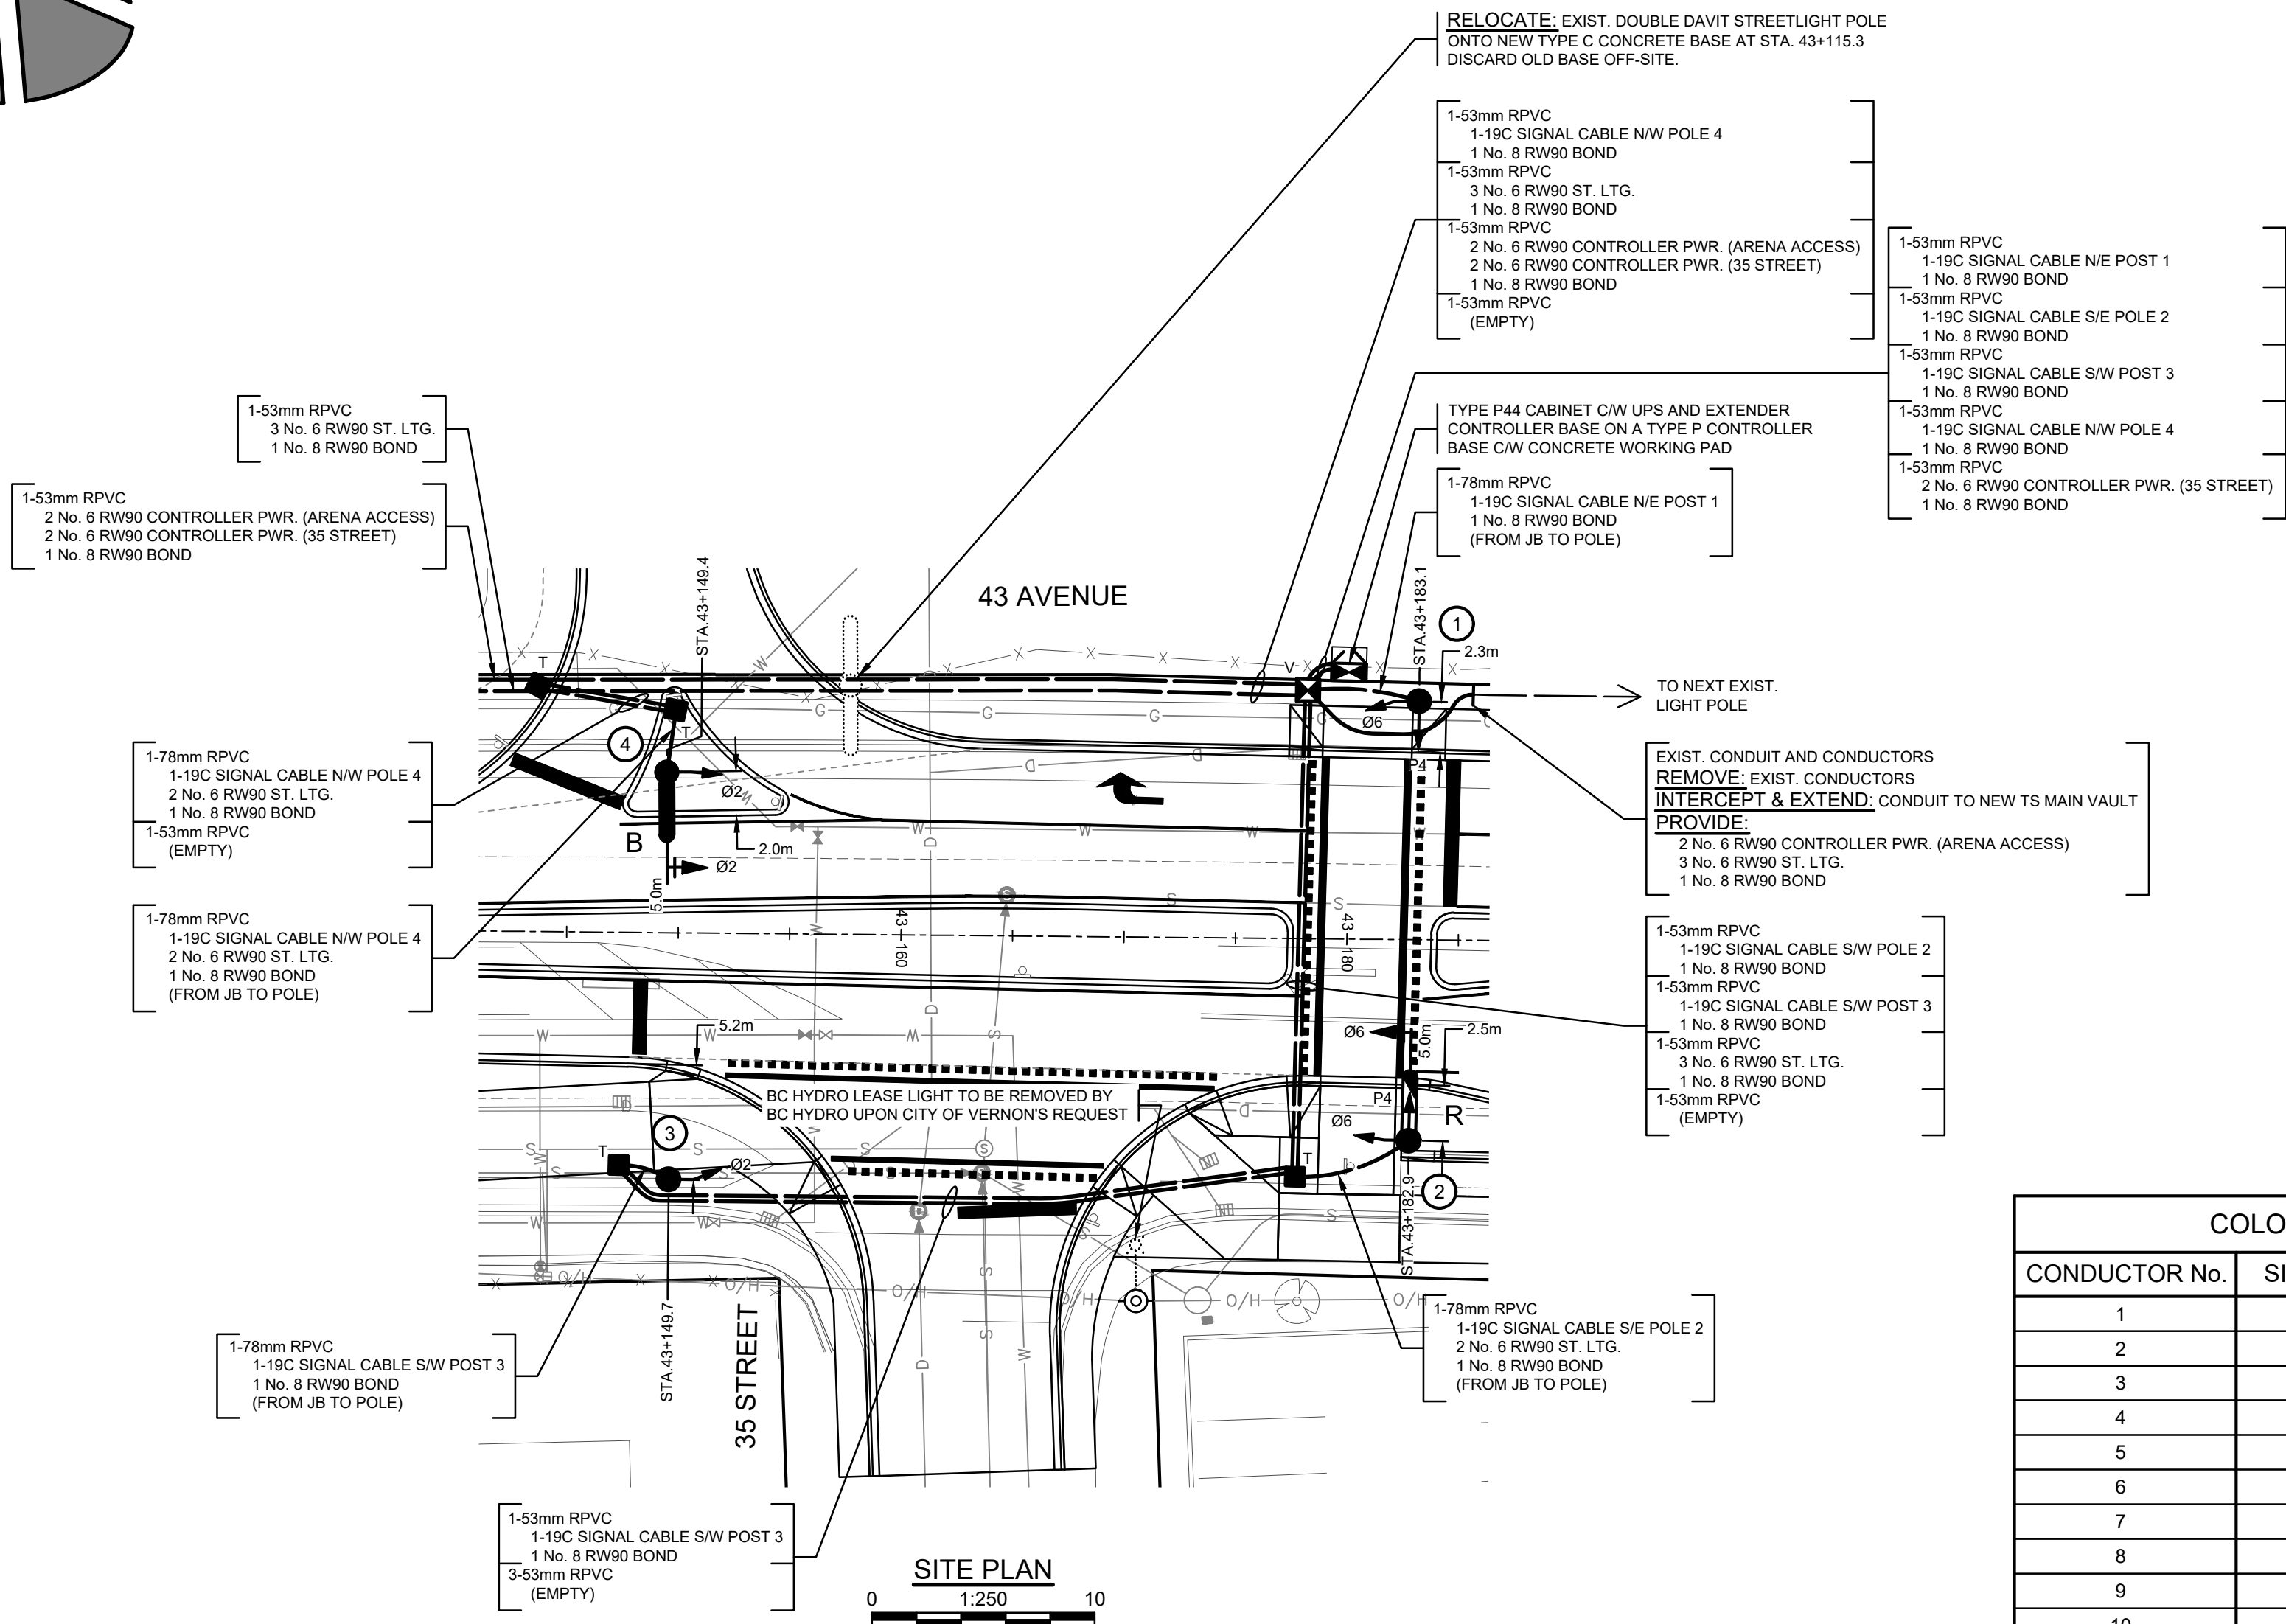 RELOCATE: EXIST. DOUBLE DAVIT STREETLIGHT POLE
ONTO NEW TYPE C CONCRETE BASE AT STA. 43+115.3
DISCARD OLD BASE OFF-SITE.
1-53mm RPVC
1-19C SIGNAL CABLE N/W POLE 4
1 No. 8 RW90 BOND
1-53mm RPVC
3 No. 6 RW90 ST. LTG.
1 No. 8 RW90 BOND
1-53mm RPVC
2 No. 6 RW90 CONTROLLER PWR. (ARENA ACCESS)
2 No. 6 RW90 CONTROLLER PWR. (35 STREET)
1 No. 8 RW90 BOND
1-53mm RPVC
(EMPTY)
1-53mm RPVC
1-19C SIGNAL CABLE N/E POST 1
1 No. 8 RW90 BOND
1-53mm RPVC
1-19C SIGNAL CABLE S/E POLE 2
1 No. 8 RW90 BOND
1-53mm RPVC
1-19C SIGNAL CABLE S/W POST 3
1 No. 8 RW90 BOND
1-53mm RPVC
1-19C SIGNAL CABLE N/W POLE 4
1 No. 8 RW90 BOND
1-53mm RPVC
2 No. 6 RW90 CONTROLLER PWR. (35 STREET)
1 No. 8 RW90 BOND
TYPE P44 CABINET C/W UPS AND EXTENDER
CONTROLLER BASE ON A TYPE P CONTROLLER
BASE C/W CONCRETE WORKING PAD
1-78mm RPVC
1-19C SIGNAL CABLE N/E POST 1
1 No. 8 RW90 BOND
(FROM JB TO POLE)
1-53mm RPVC
3 No. 6 RW90 ST. LTG.
1 No. 8 RW90 BOND
1-53mm RPVC
2 No. 6 RW90 CONTROLLER PWR. (ARENA ACCESS)
2 No. 6 RW90 CONTROLLER PWR. (35 STREET)
1 No. 8 RW90 BOND
43 AVENUE
STA.43+149.4
STA.43+183.1
1
2.3m
T
V
TO NEXT EXIST.
LIGHT POLE
Ø6
P4
4
T
Ø2
B
2.0m
Ø2
5.0m
1-78mm RPVC
1-19C SIGNAL CABLE N/W POLE 4
2 No. 6 RW90 ST. LTG.
1 No. 8 RW90 BOND
1-53mm RPVC
(EMPTY)
EXIST. CONDUIT AND CONDUCTORS
REMOVE: EXIST. CONDUCTORS
INTERCEPT & EXTEND: CONDUIT TO NEW TS MAIN VAULT
PROVIDE:
2 No. 6 RW90 CONTROLLER PWR. (ARENA ACCESS)
3 No. 6 RW90 ST. LTG.
1 No. 8 RW90 BOND
1-78mm RPVC
1-19C SIGNAL CABLE N/W POLE 4
2 No. 6 RW90 ST. LTG.
1 No. 8 RW90 BOND
(FROM JB TO POLE)
43 160
43 180
1-53mm RPVC
1-19C SIGNAL CABLE S/W POLE 2
1 No. 8 RW90 BOND
1-53mm RPVC
1-19C SIGNAL CABLE S/W POST 3
1 No. 8 RW90 BOND
1-53mm RPVC
3 No. 6 RW90 ST. LTG.
1 No. 8 RW90 BOND
1-53mm RPVC
(EMPTY)
5.2m
Ø6
5.0m
2.5m
BC HYDRO LEASE LIGHT TO BE REMOVED BY
BC HYDRO UPON CITY OF VERNON'S REQUEST
P4
R
Ø6
3
T
Ø2
T
2
STA.43+182.9
STA.43+149.7
35 STREET
O/H
O/H
O/H
O/H
O/H
O/H
1-78mm RPVC
1-19C SIGNAL CABLE S/W POST 3
1 No. 8 RW90 BOND
(FROM JB TO POLE)
1-78mm RPVC
1-19C SIGNAL CABLE S/E POLE 2
2 No. 6 RW90 ST. LTG.
1 No. 8 RW90 BOND
(FROM JB TO POLE)
1-53mm RPVC
1-19C SIGNAL CABLE S/W POST 3
1 No. 8 RW90 BOND
3-53mm RPVC
(EMPTY)
SITE PLAN
0 1:250 10
COLO
CONDUCTOR No. SI
1
2
3
4
5
6
7
8
9
10